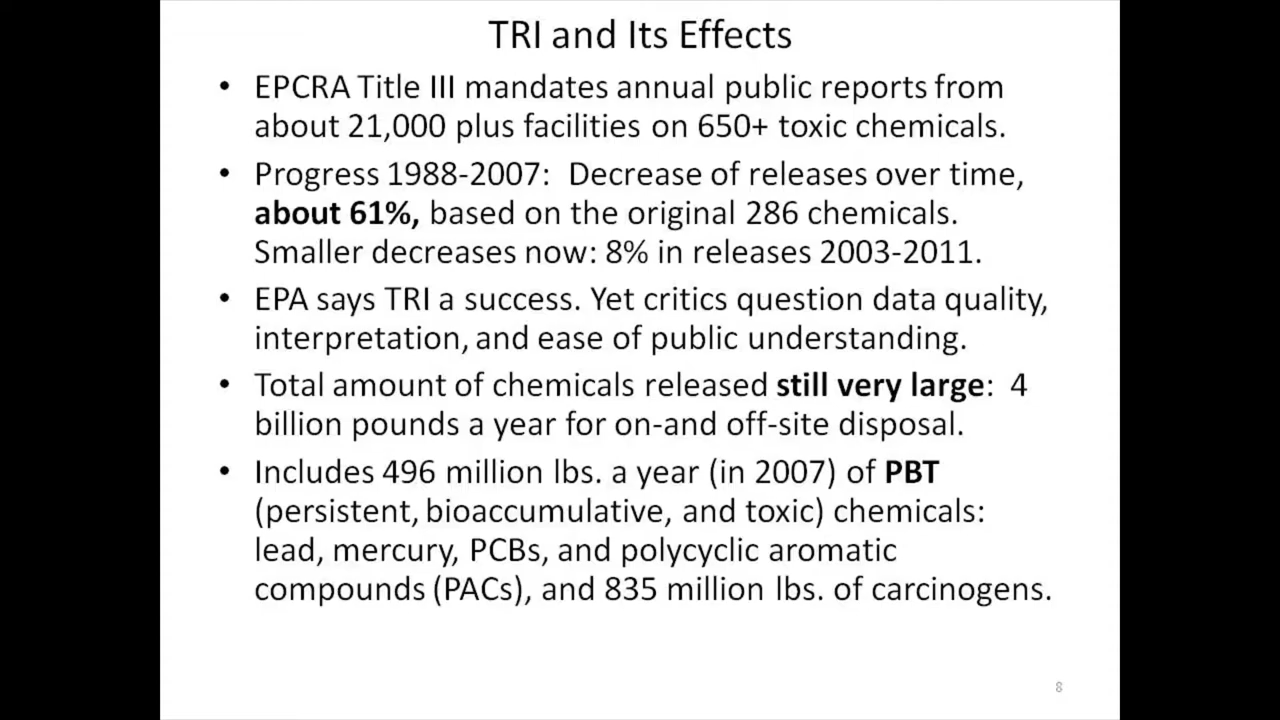 TRI and Its Effects
• EPCRA Title III mandates annual public reports from
about 21,000 plus facilities on 650+ toxic chemicals.
• Progress 1988-2007:  Decrease of releases over time,
about 61%, based on the original 286 chemicals.
Smaller decreases now: 8% in releases 2003-2011.
• EPA says TRI a success. Yet critics question data quality,
interpretation, and ease of public understanding.
• Total amount of chemicals released still very large:  4
billion pounds a year for on-and off-site disposal.
• Includes 496 million lbs. a year (in 2007) of PBT
(persistent, bioaccumulative, and toxic) chemicals:
lead, mercury, PCBs, and polycyclic aromatic
compounds (PACs), and 835 million lbs. of carcinogens.
8